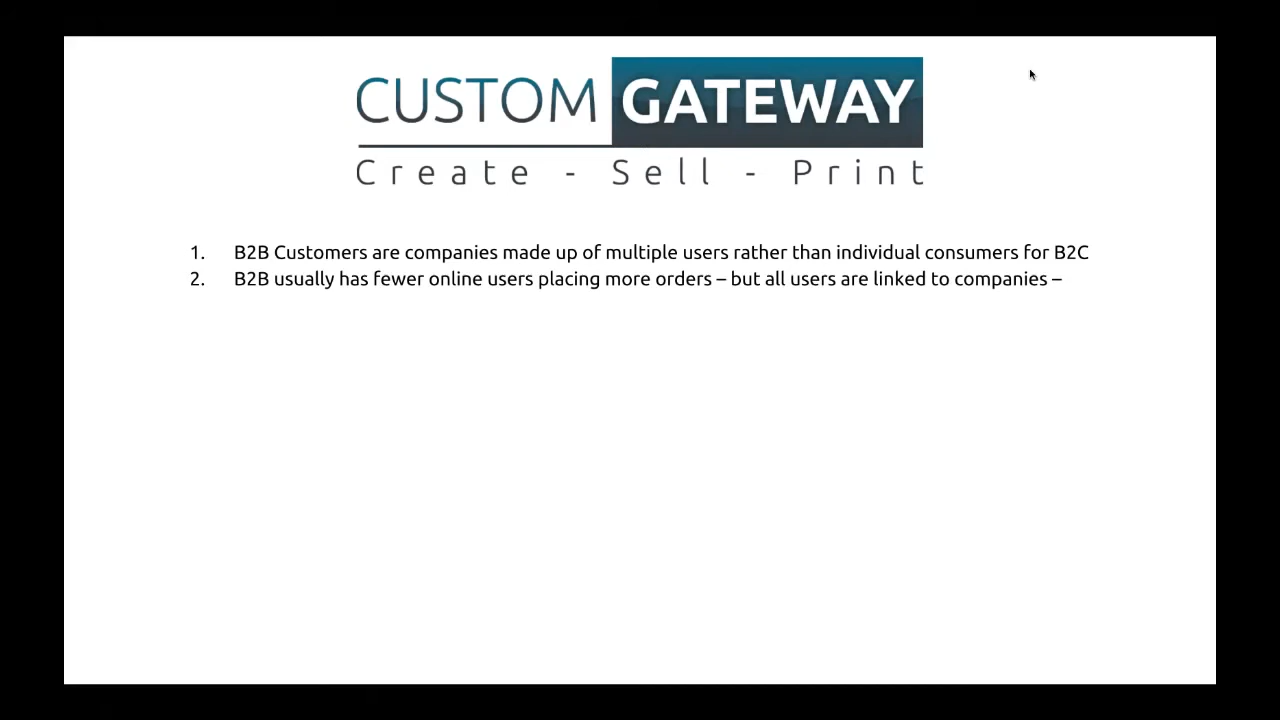 CUSTOM GATEWAY
Create - Sell - Print
1. B2B Customers are companies made up of multiple users rather than individual consumers for B2C
2. B2B usually has fewer online users placing more orders – but all users are linked to companies –